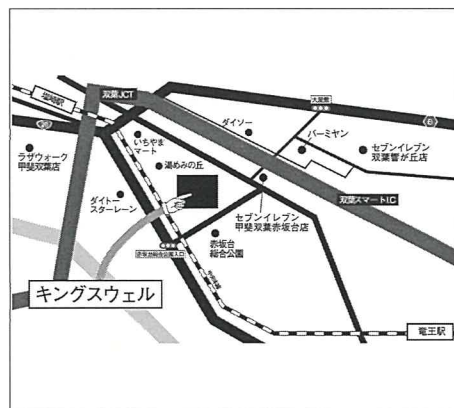 塩崎駅
双葉JCT
大屋敷
6
ダイソー
バーミヤン
いちやま
マート
セブンイレブン
双葉響が丘店
ラザウォーク
甲斐双葉店
湯めみの丘
ダイトー
スターレーン
双葉スマートI.C
セブンイレブン
甲斐双葉赤坂台店
赤坂台
総合公園
赤坂台総合公園入口
中央本線
キングスウェル
竜王駅